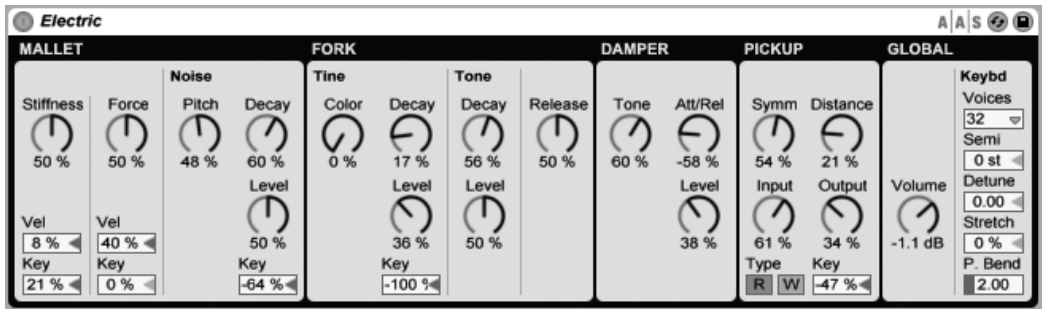 Electric
A|A|S
MALLET FORK DAMPER PICKUP GLOBAL
Noise Tine Tone Keybd
Stiffness Force Pitch Decay Color Decay Decay Release Tone Att/Rel Symm Distance Voices
32
Semi
50 % 50 % 48 % 60 % 0 % 17 % 56 % 50 % 60 % -58 % 54 % 21 % 0 st
Level Level Level Level Input Output Volume Detune
0.00
Vel Vel Stretch
8 % 40 % 50 % 36 % 50 % 38 % 61 % 34 % -1.1 dB 0 %
Key Key Key Key Type Key P. Bend
21 % 0 % -64 % -100 % R W -47 % 2.00